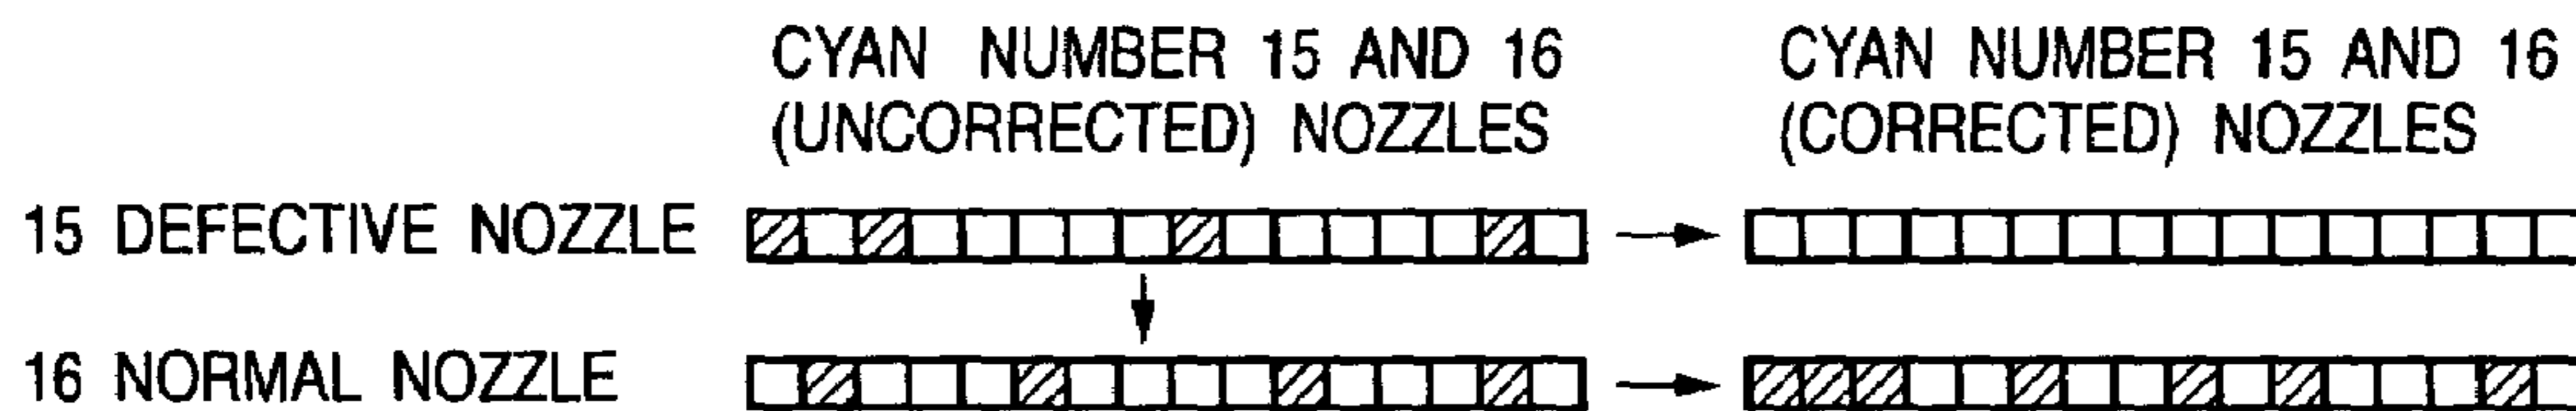 CYAN NUMBER 15 AND 16
(UNCORRECTED) NOZZLES
CYAN NUMBER 15 AND 16
(CORRECTED) NOZZLES
15 DEFECTIVE NOZZLE
16 NORMAL NOZZLE